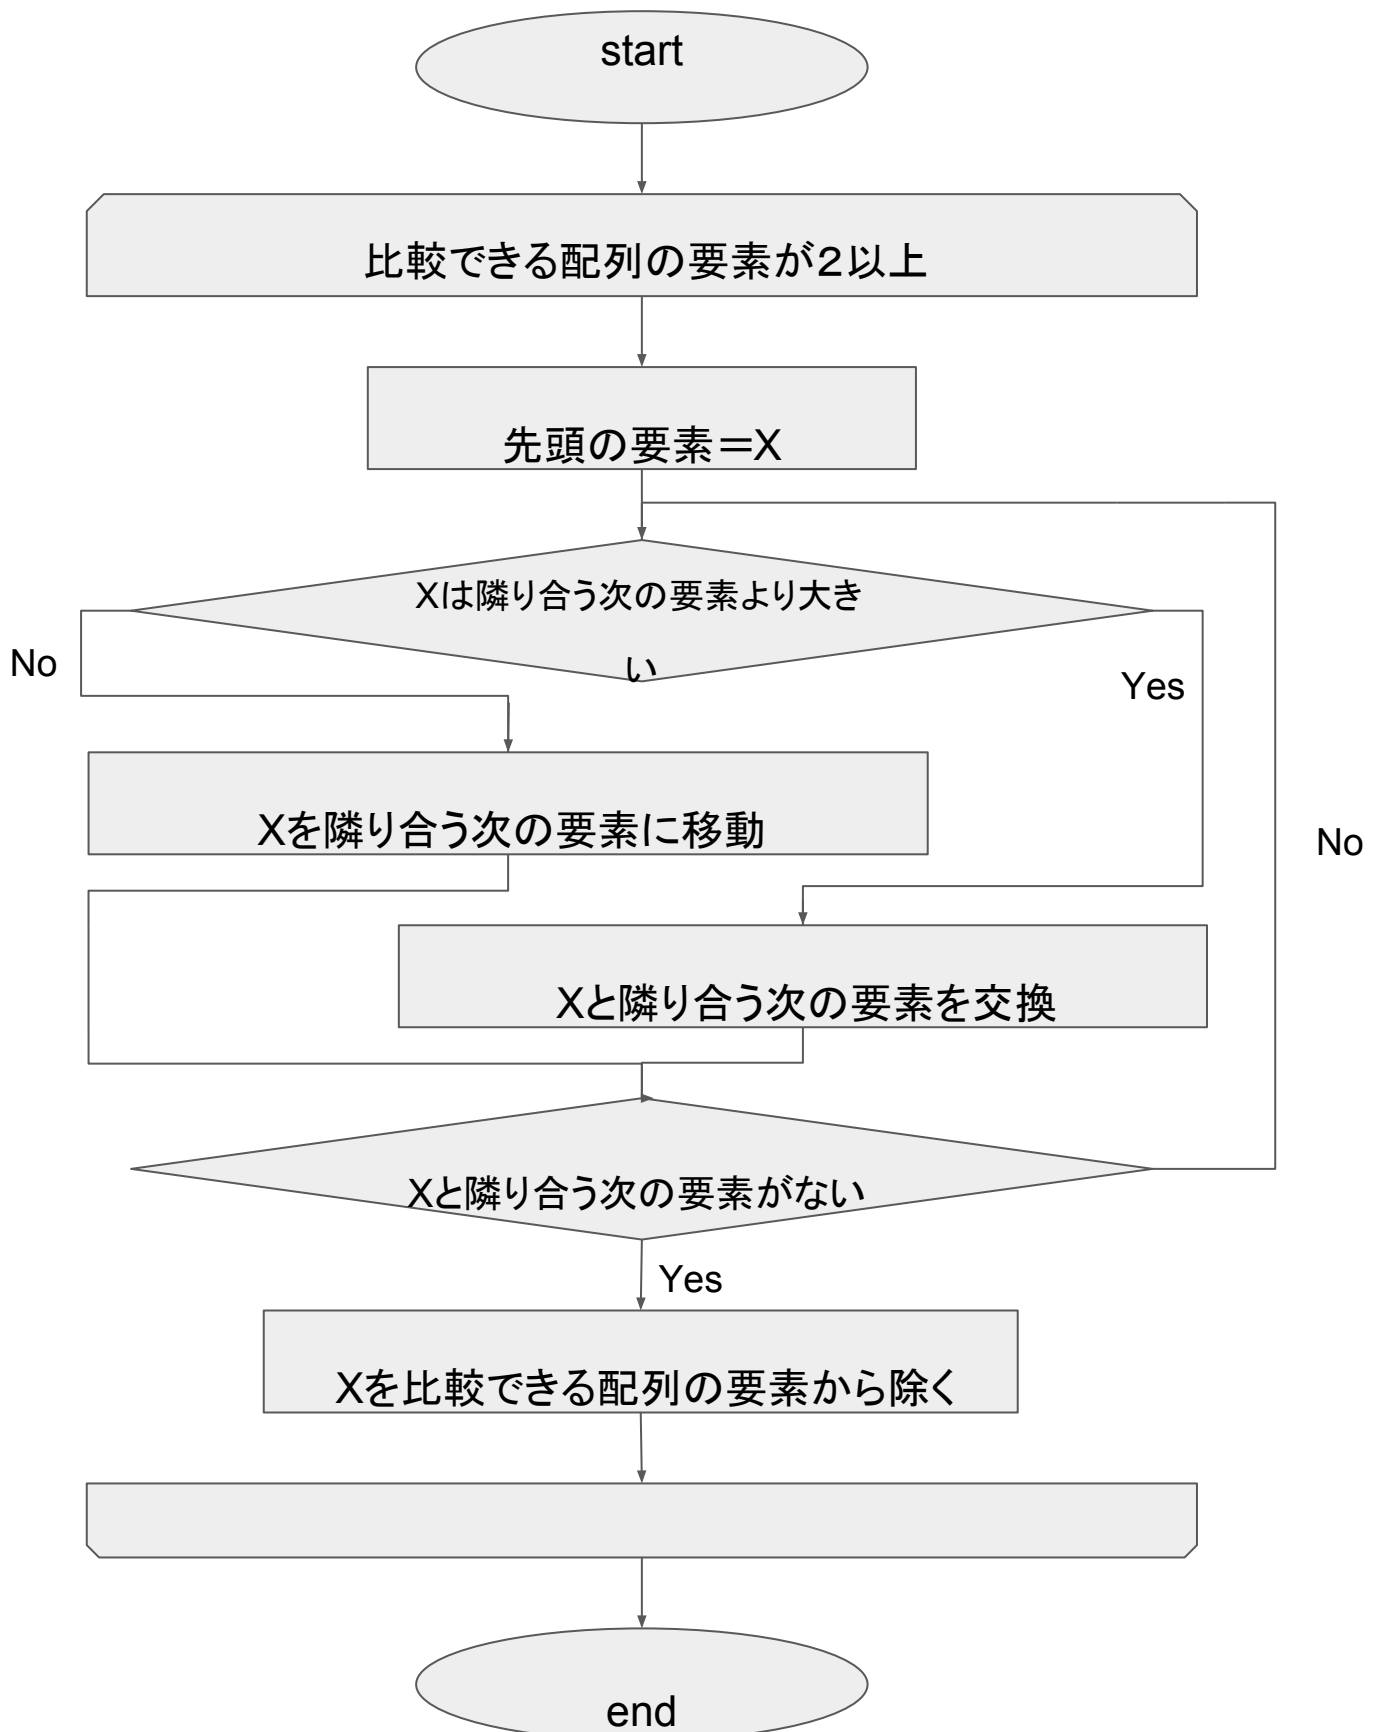 start
比較できる配列の要素が２以上
先頭の要素＝X
Xは隣り合う次の要素より大き
い
No
Yes
Xを隣り合う次の要素に移動
No
Xと隣り合う次の要素を交換
Xと隣り合う次の要素がない
Yes
Xを比較できる配列の要素から除く
end